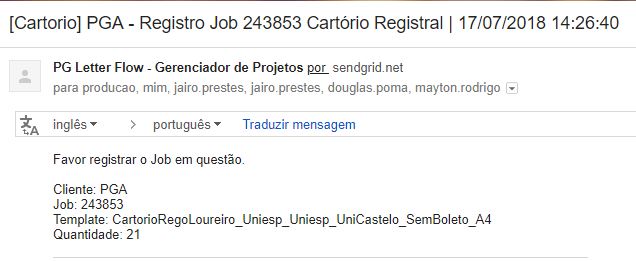 [Cartorio] PGA - Registro Job 243853 Cartório Registral | 17/07/2018 14:26:40
PG Letter Flow - Gerenciador de Projetos por sendgrid.net
para producao, mim, jairo.prestes, jairo.prestes, douglas.poma, mayton.rodrigo
inglês > português Traduzir mensagem
Favor registrar o Job em questão.
Cliente: PGA
Job: 243853
Template: CartorioRegoLoureiro_Uniesp_Uniesp_UniCastelo_SemBoleto_A4
Quantidade: 21